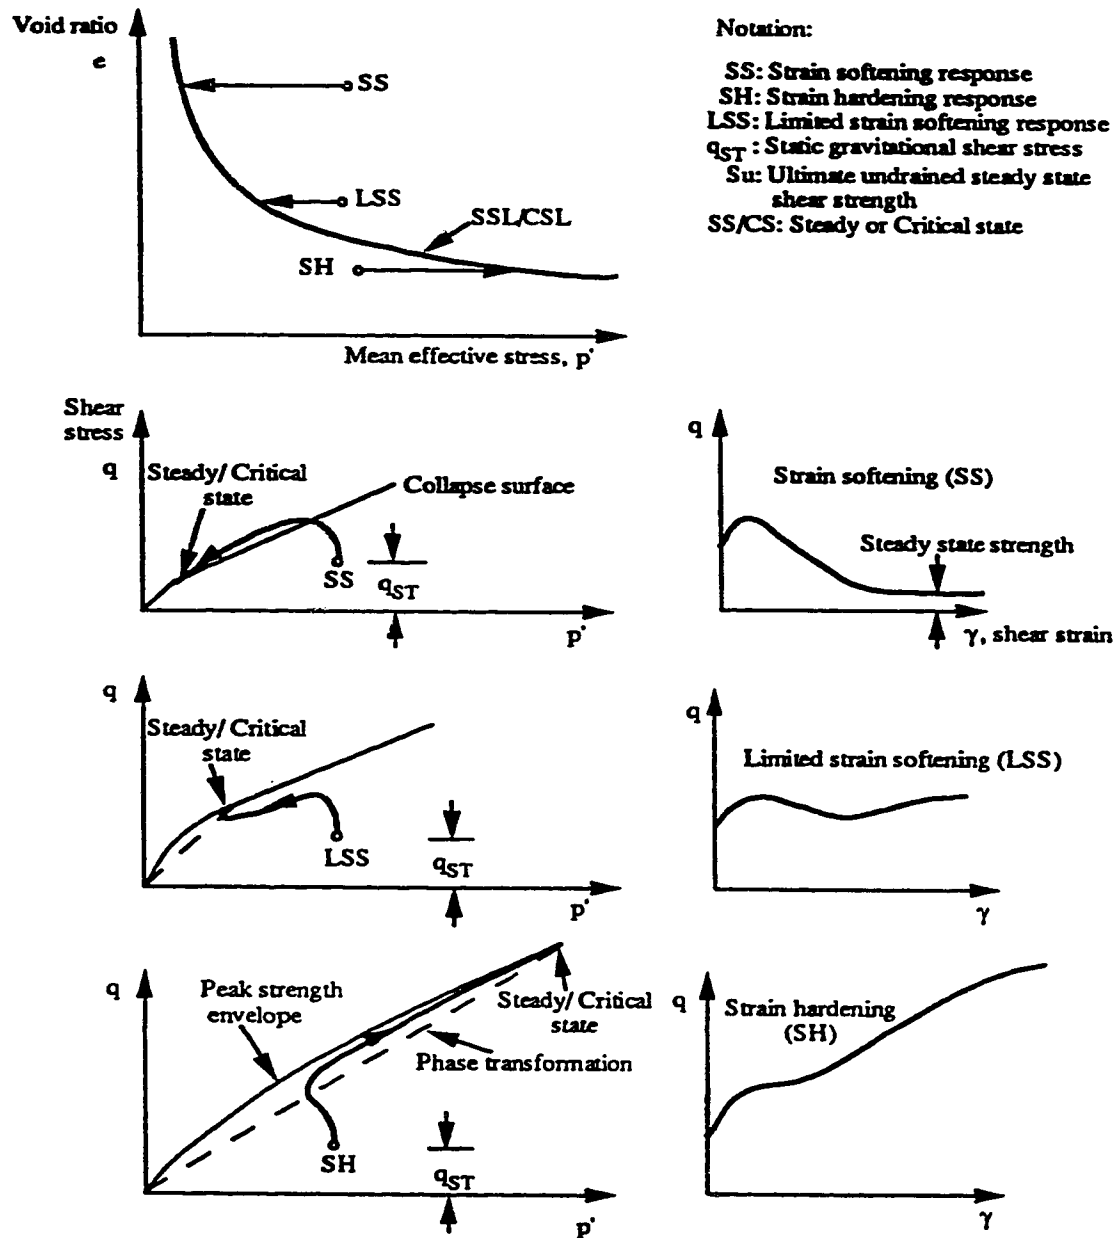 Void ratio
e
SS
LSS
SSL/CSL
SH
Mean effective stress, p'
Notation:
SS: Strain softening response
SH: Strain hardening response
LSS: Limited strain softening response
qST : Static gravitational shear stress
Su: Ultimate undrained steady state
shear strength
SS/CS: Steady or Critical state
Shear
stress
q
Steady/ Critical
state
Collapse surface
SS
qST
p'
q
Strain softening (SS)
Steady state strength
γ, shear strain
q
Steady/ Critical
state
LSS
qST
p'
q
Limited strain softening (LSS)
γ
q
Peak strength
envelope
Steady/ Critical
state
Phase transformation
SH
qST
p'
q
Strain hardening
(SH)
γ